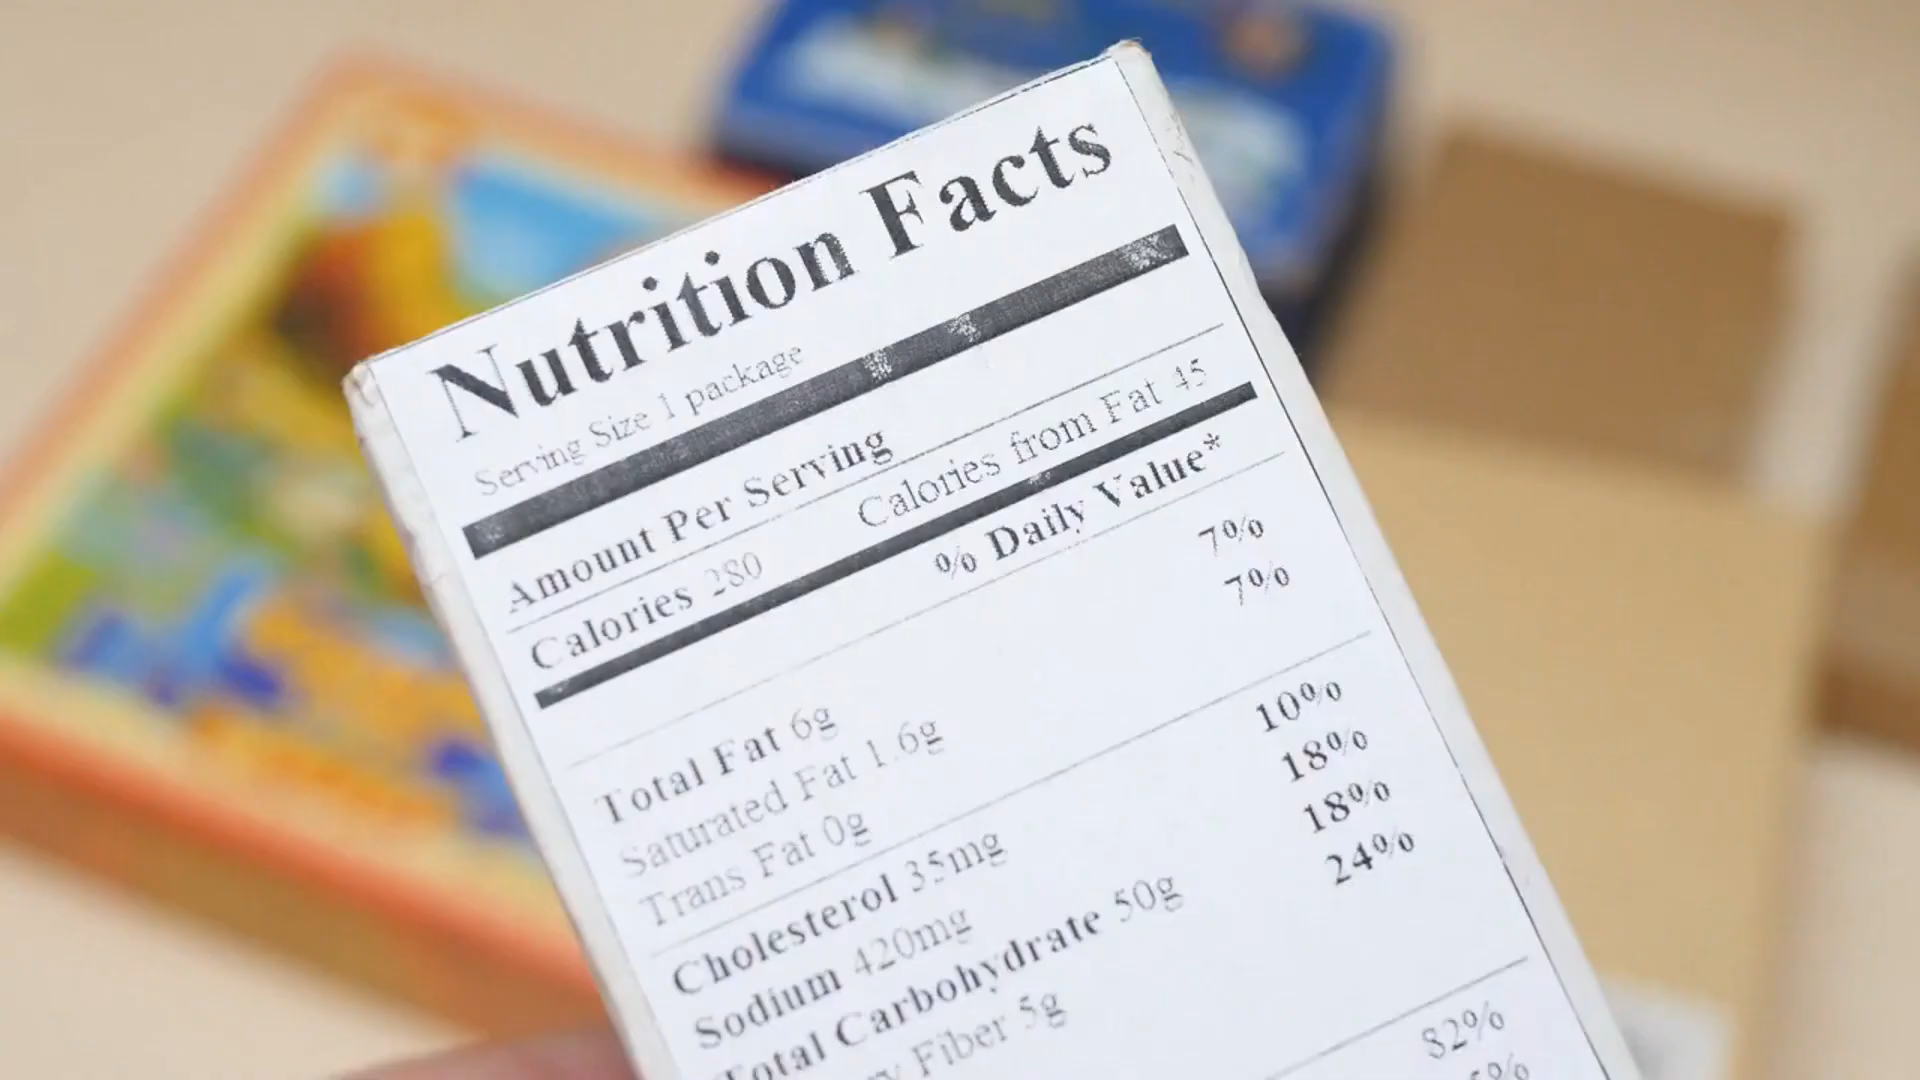 Nutrition Facts
Serving Size 1 package
Amount Per Serving
Calories 280 Calories from Fat 45
% Daily Value*
Total Fat 6g 7%
Saturated Fat 1.6g 7%
Trans Fat 0g
Cholesterol 35mg 10%
Sodium 420mg 18%
Total Carbohydrate 50g 18%
Fiber 5g 24%
82%